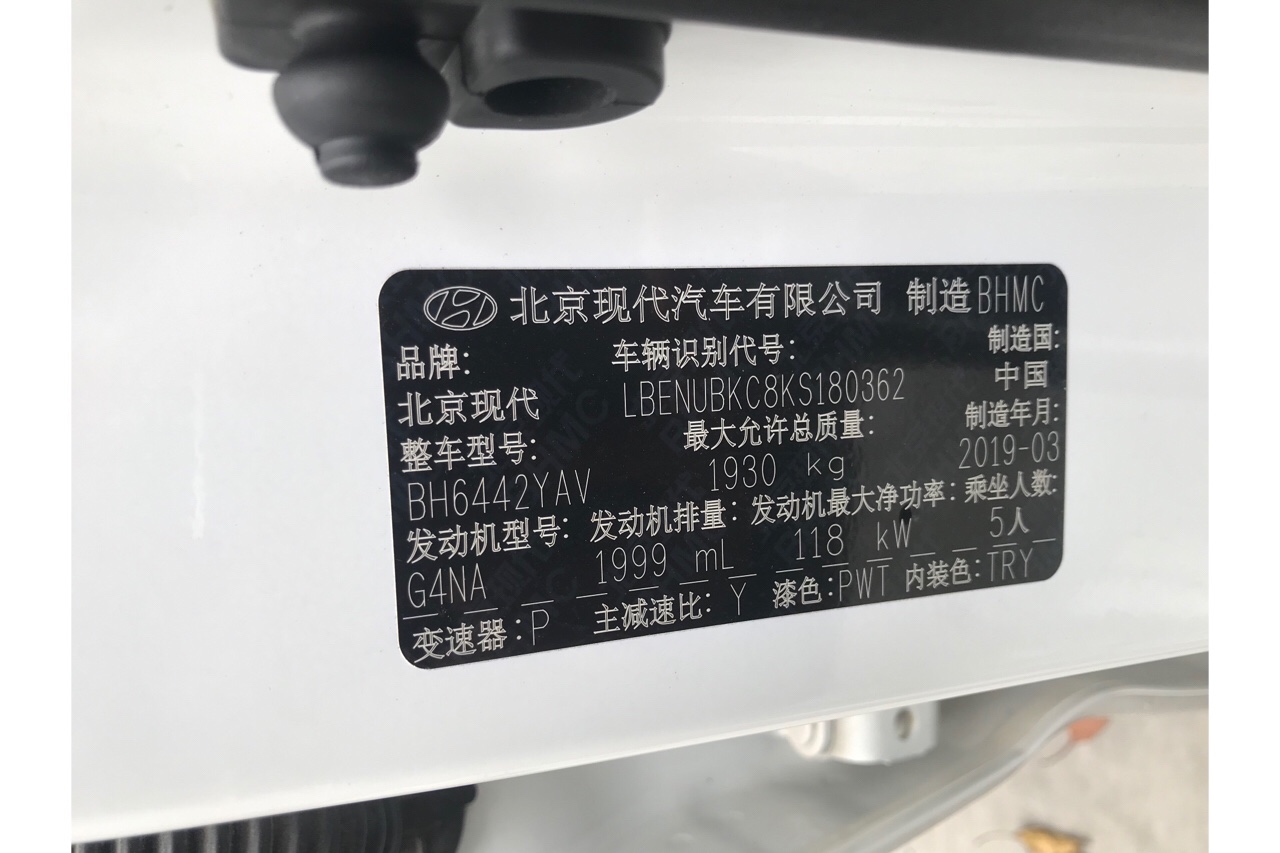 北京现代汽车有限公司 制造BHMC
品牌: 车辆识别代号: 制造国:
北京现代 LBENUBKC8KS180362 中国
整车型号: 最大允许总质量: 制造年月:
BH6442YAV 1930 kg 2019-03
发动机型号: 发动机排量: 发动机最大净功率: 乘坐人数:
G4NA 1999 mL 118 kW 5人
变速器:P 主减速比: Y 漆色:PWT 内装色:TRY